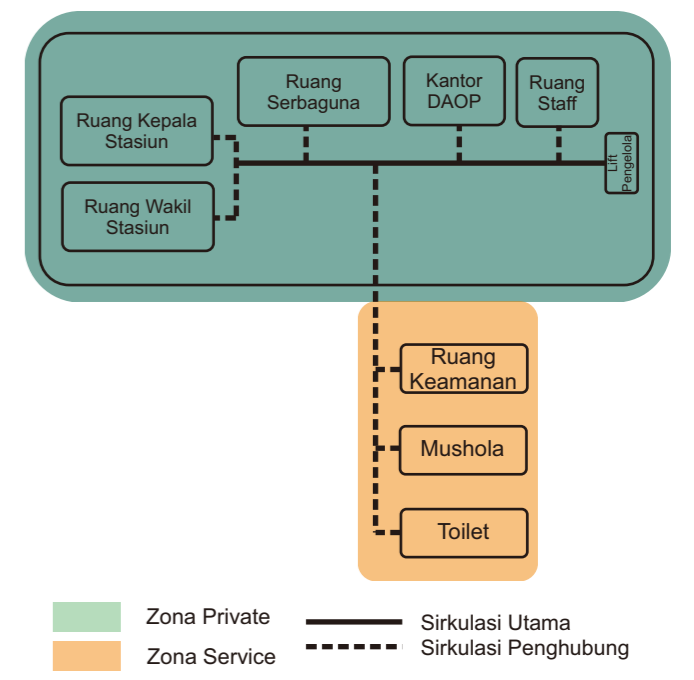 Ruang
Serbaguna
Kantor
DAOP
Ruang
Staff
Ruang Kepala
Stasiun
Lift
Pengelola
Ruang Wakil
Stasiun
Ruang
Keamanan
Mushola
Toilet
Zona Private
Sirkulasi Utama
Zona Service
Sirkulasi Penghubung